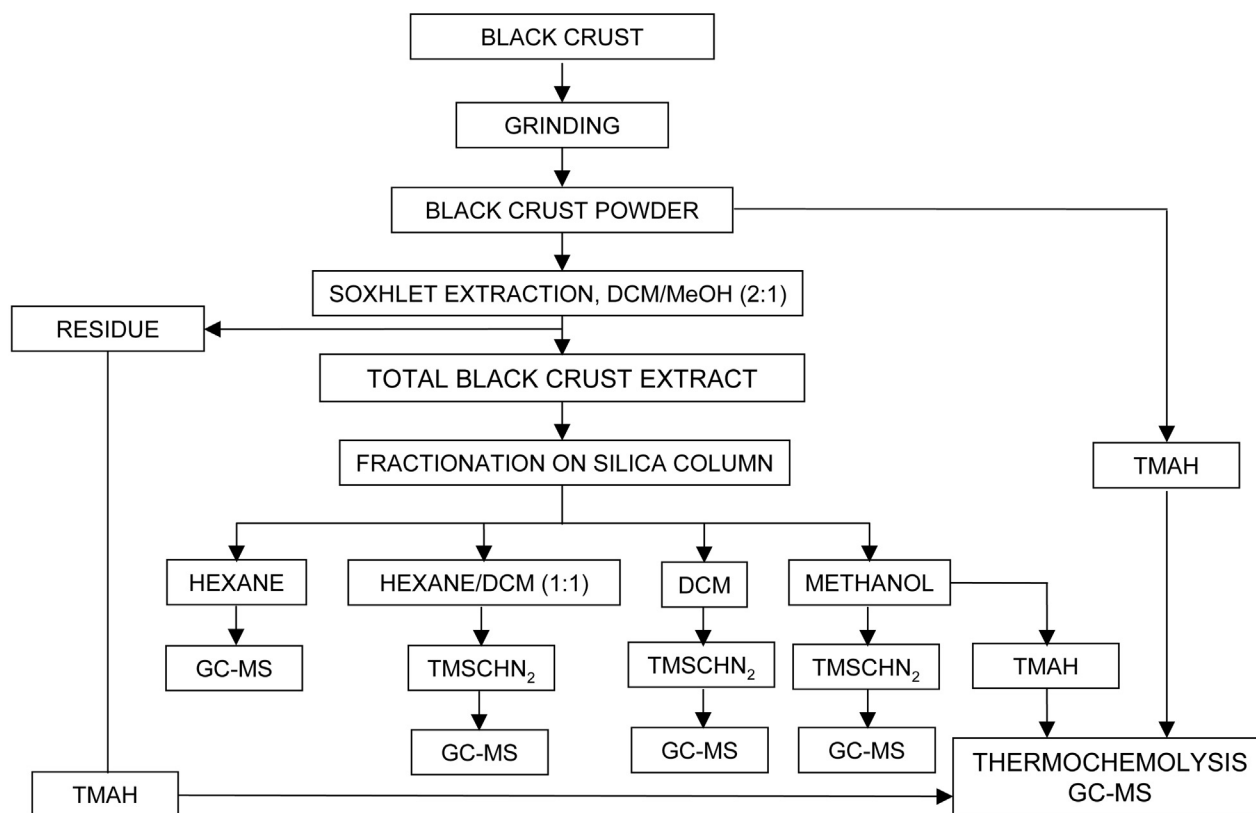 BLACK CRUST
GRINDING
BLACK CRUST POWDER
SOXHLET EXTRACTION, DCM/MeOH (2:1)
RESIDUE
TOTAL BLACK CRUST EXTRACT
FRACTIONATION ON SILICA COLUMN
TMAH
HEXANE
HEXANE/DCM (1:1)
DCM
METHANOL
GC-MS
TMSCHN₂
TMSCHN₂
TMSCHN₂
TMAH
GC-MS
GC-MS
GC-MS
THERMOCHEMOLYSIS
GC-MS
TMAH